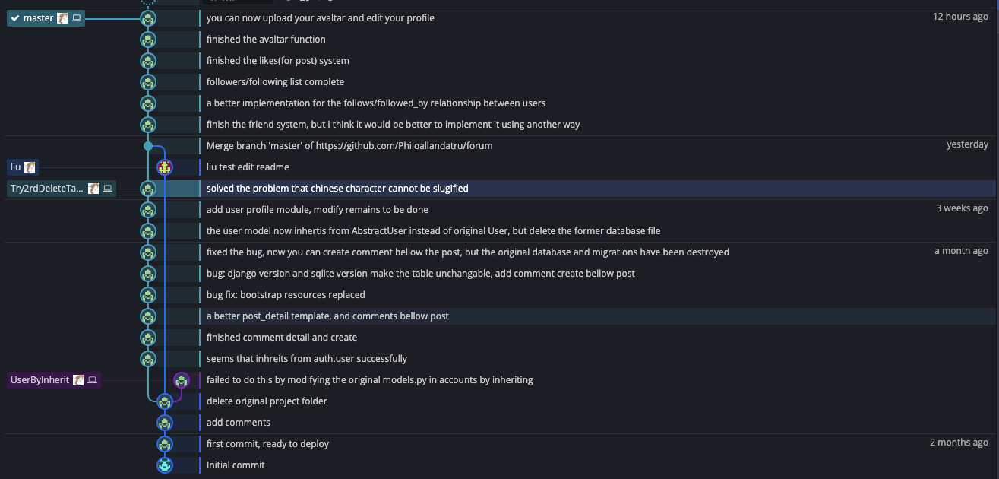 master you can now upload your avaltar and edit your profile 12 hours ago
finished the avaltar function
finished the likes(for post) system
followers/following list complete
a better implementation for the follows/followed_by relationship between users
finish the friend system, but i think it would be better to implement it using another way
Merge branch 'master' of https://github.com/Philoallandatru/forum yesterday
liu liu test edit readme
Try2rdDeleteTa... solved the problem that chinese character cannot be slugified
add user profile module, modify remains to be done 3 weeks ago
the user model now inhertis from AbstractUser instead of original User, but delete the former database file
fixed the bug, now you can create comment bellow the post, but the original database and migrations have been destroyed a month ago
bug: django version and sqlite version make the table unchangable, add comment create bellow post
bug fix: bootstrap resources replaced
a better post_detail template, and comments bellow post
finished comment detail and create
seems that inhreits from auth.user successfully
UserByInherit failed to do this by modifying the original models.py in accounts by inheriting
delete original project folder
add comments
first commit, ready to deploy 2 months ago
Initial commit